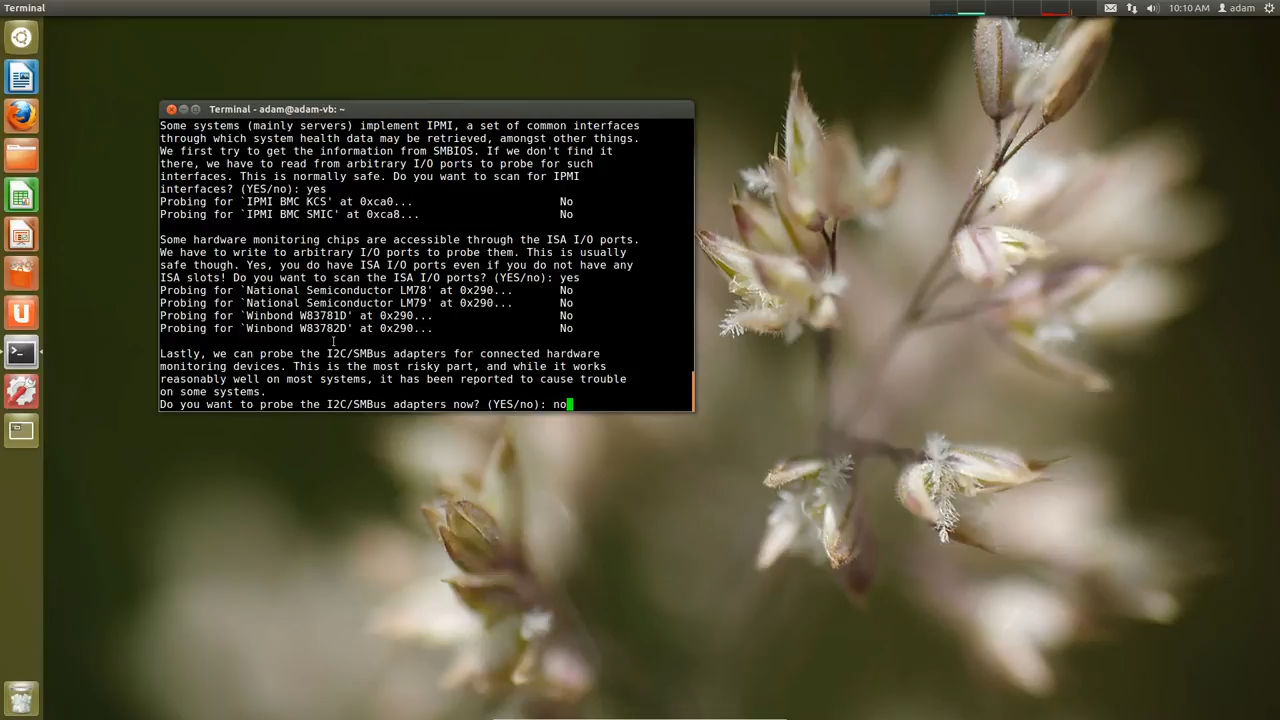 Terminal
10:10 AM
adam
Terminal - adam@adam-vb: ~
Some systems (mainly servers) implement IPMI, a set of common interfaces
through which system health data may be retrieved, amongst other things.
We first try to get the information from SMBIOS. If we don't find it
there, we have to read from arbitrary I/O ports to probe for such
interfaces. This is normally safe. Do you want to scan for IPMI
interfaces? (YES/no): yes
Probing for `IPMI BMC KCS' at 0xca0... No
Probing for `IPMI BMC SMIC' at 0xca8... No
Some hardware monitoring chips are accessible through the ISA I/O ports.
We have to write to arbitrary I/O ports to probe them. This is usually
safe though. Yes, you do have ISA I/O ports even if you do not have any
ISA slots! Do you want to scan the ISA I/O ports? (YES/no): yes
Probing for `National Semiconductor LM78' at 0x290... No
Probing for `National Semiconductor LM79' at 0x290... No
Probing for `Winbond W83781D' at 0x290... No
Probing for `Winbond W83782D' at 0x290... No
Lastly, we can probe the I2C/SMBus adapters for connected hardware
monitoring devices. This is the most risky part, and while it works
reasonably well on most systems, it has been reported to cause trouble
on some systems.
Do you want to probe the I2C/SMBus adapters now? (YES/no): no